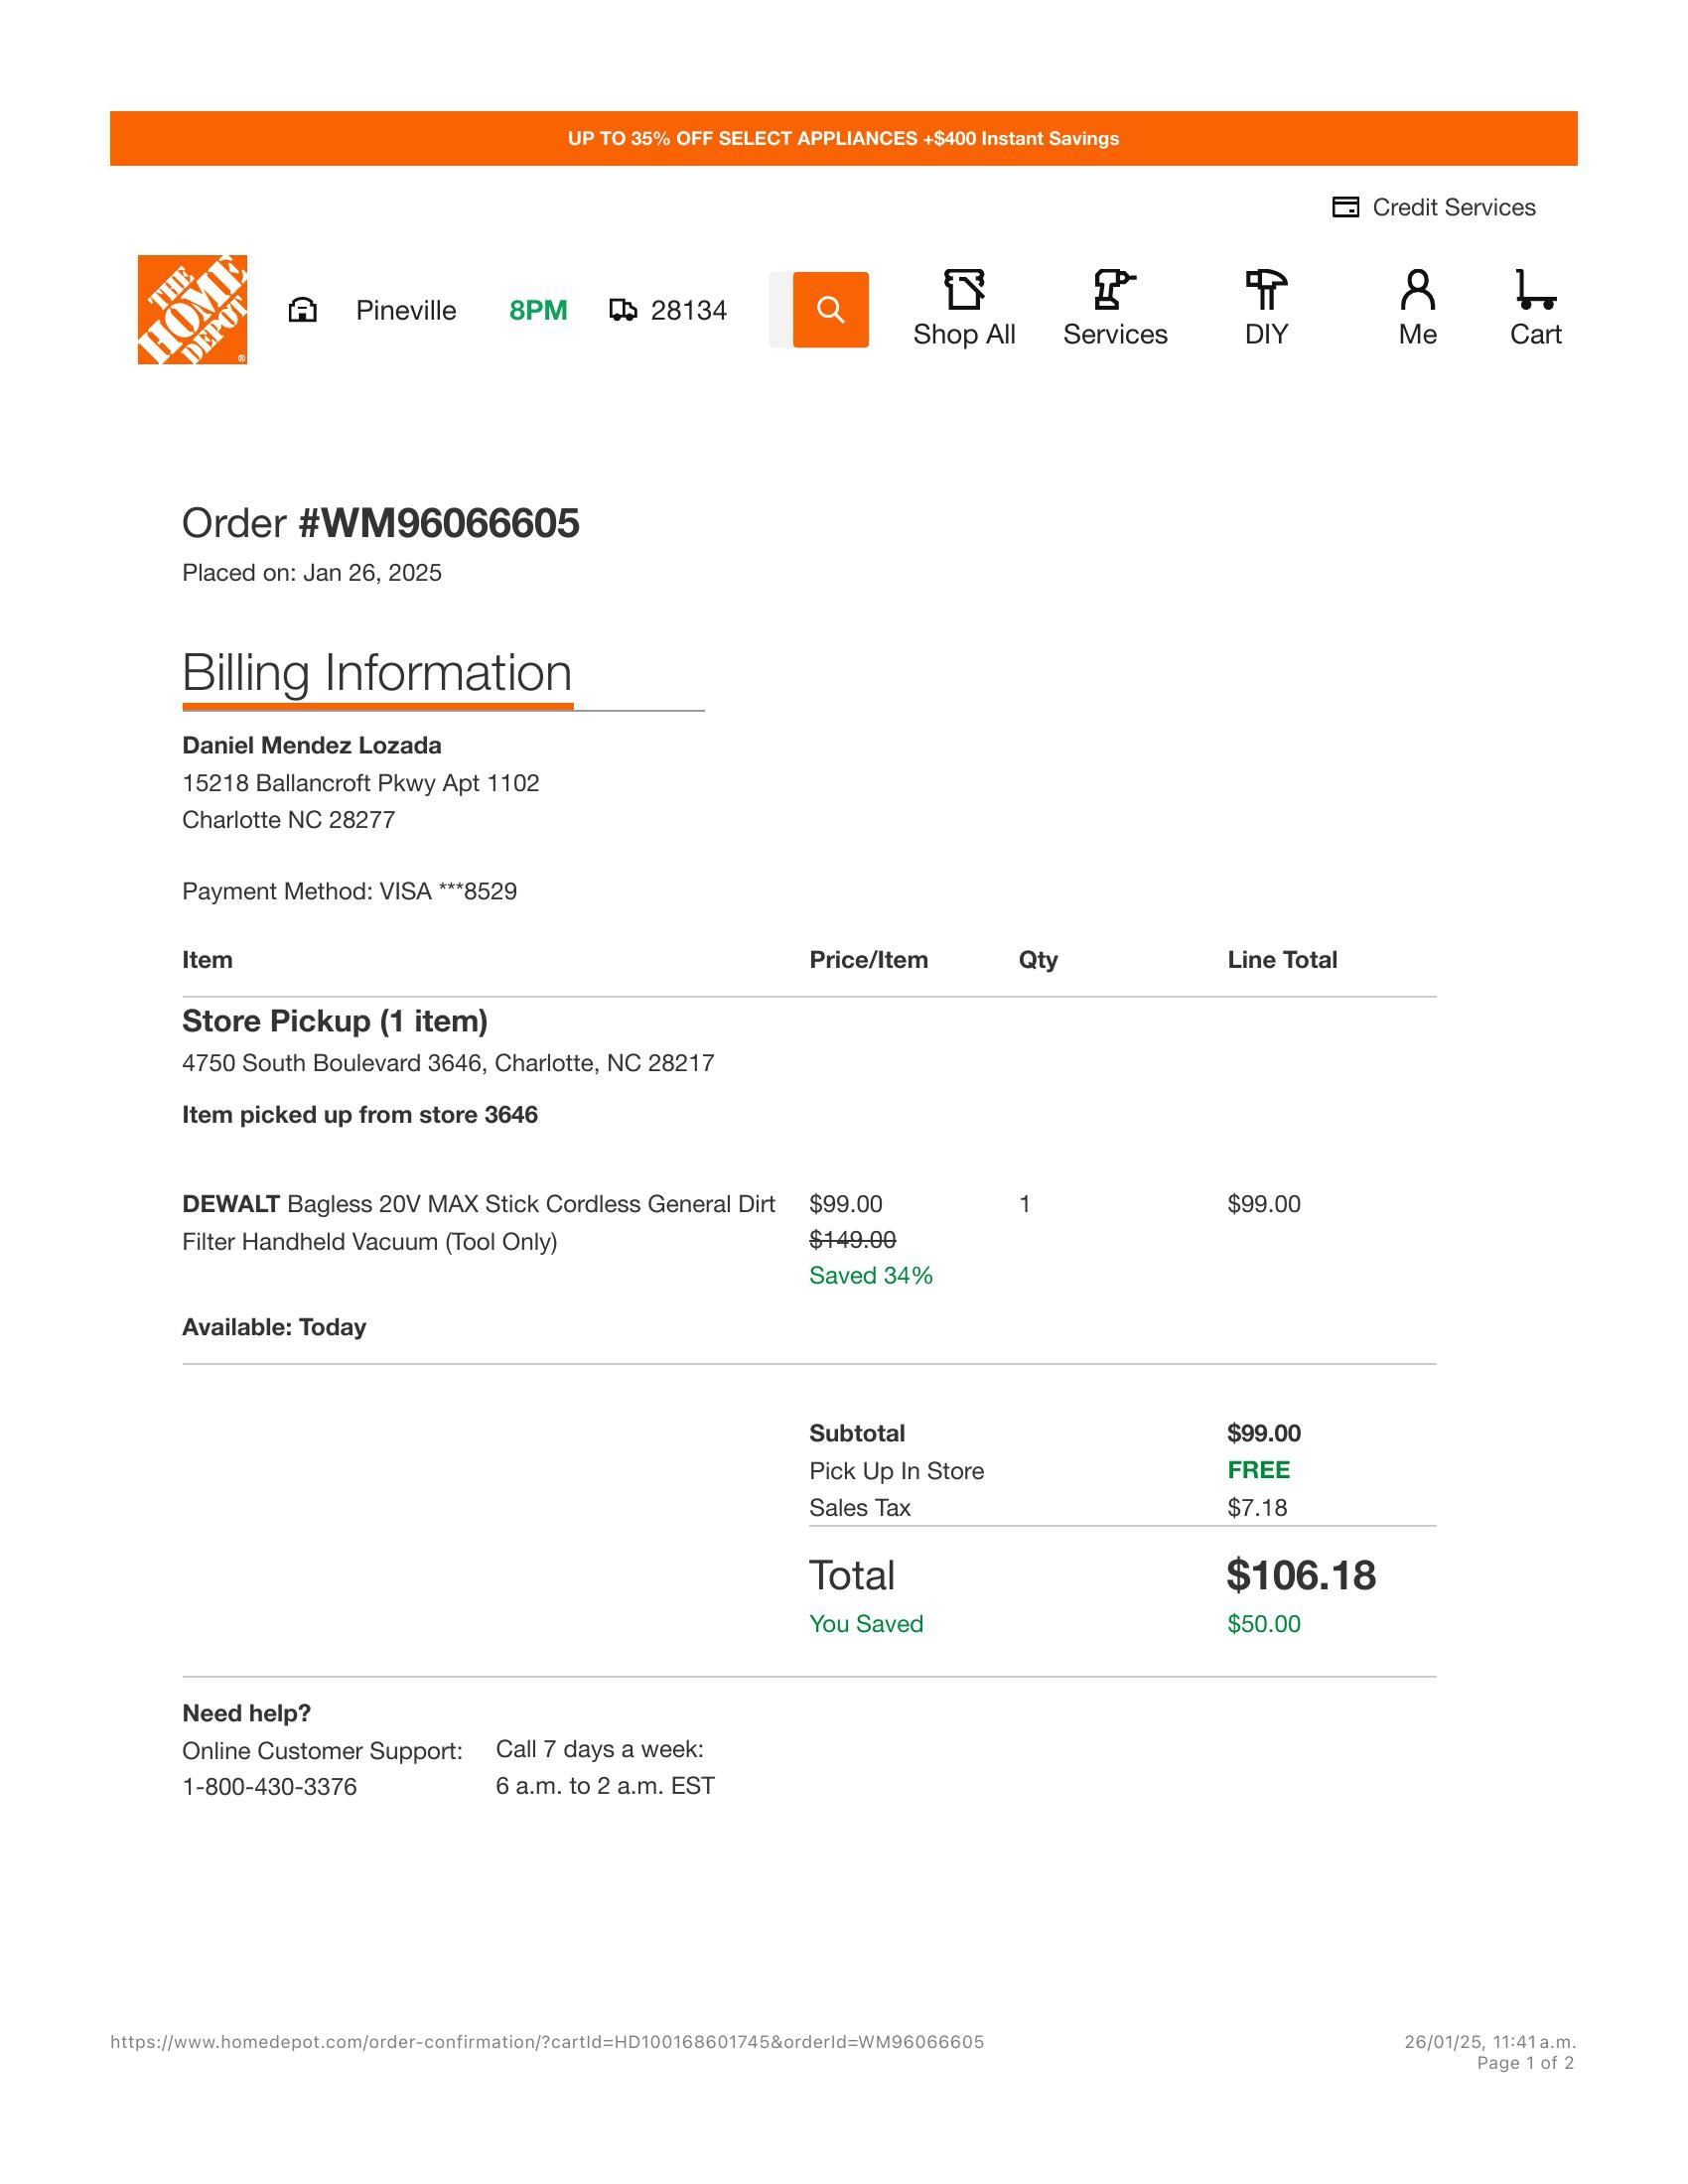 UP TO 35% OFF SELECT APPLIANCES +$400 Instant Savings
Credit Services
THE HOME DEPOT ®
Pineville 8PM 28134
Shop All Services DIY Me Cart
Order #WM96066605
Placed on: Jan 26, 2025
Billing Information
Daniel Mendez Lozada
15218 Ballancroft Pkwy Apt 1102
Charlotte NC 28277
Payment Method: VISA ***8529
Item Price/Item Qty Line Total
Store Pickup (1 item)
4750 South Boulevard 3646, Charlotte, NC 28217
Item picked up from store 3646
DEWALT Bagless 20V MAX Stick Cordless General Dirt $99.00 1 $99.00
Filter Handheld Vacuum (Tool Only) $149.00
Saved 34%
Available: Today
Subtotal $99.00
Pick Up In Store FREE
Sales Tax $7.18
Total $106.18
You Saved $50.00
Need help?
Online Customer Support: Call 7 days a week:
1-800-430-3376 6 a.m. to 2 a.m. EST
https://www.homedepot.com/order-confirmation/?cartId=HD100168601745&orderId=WM96066605 26/01/25, 11:41 a.m.
Page 1 of 2